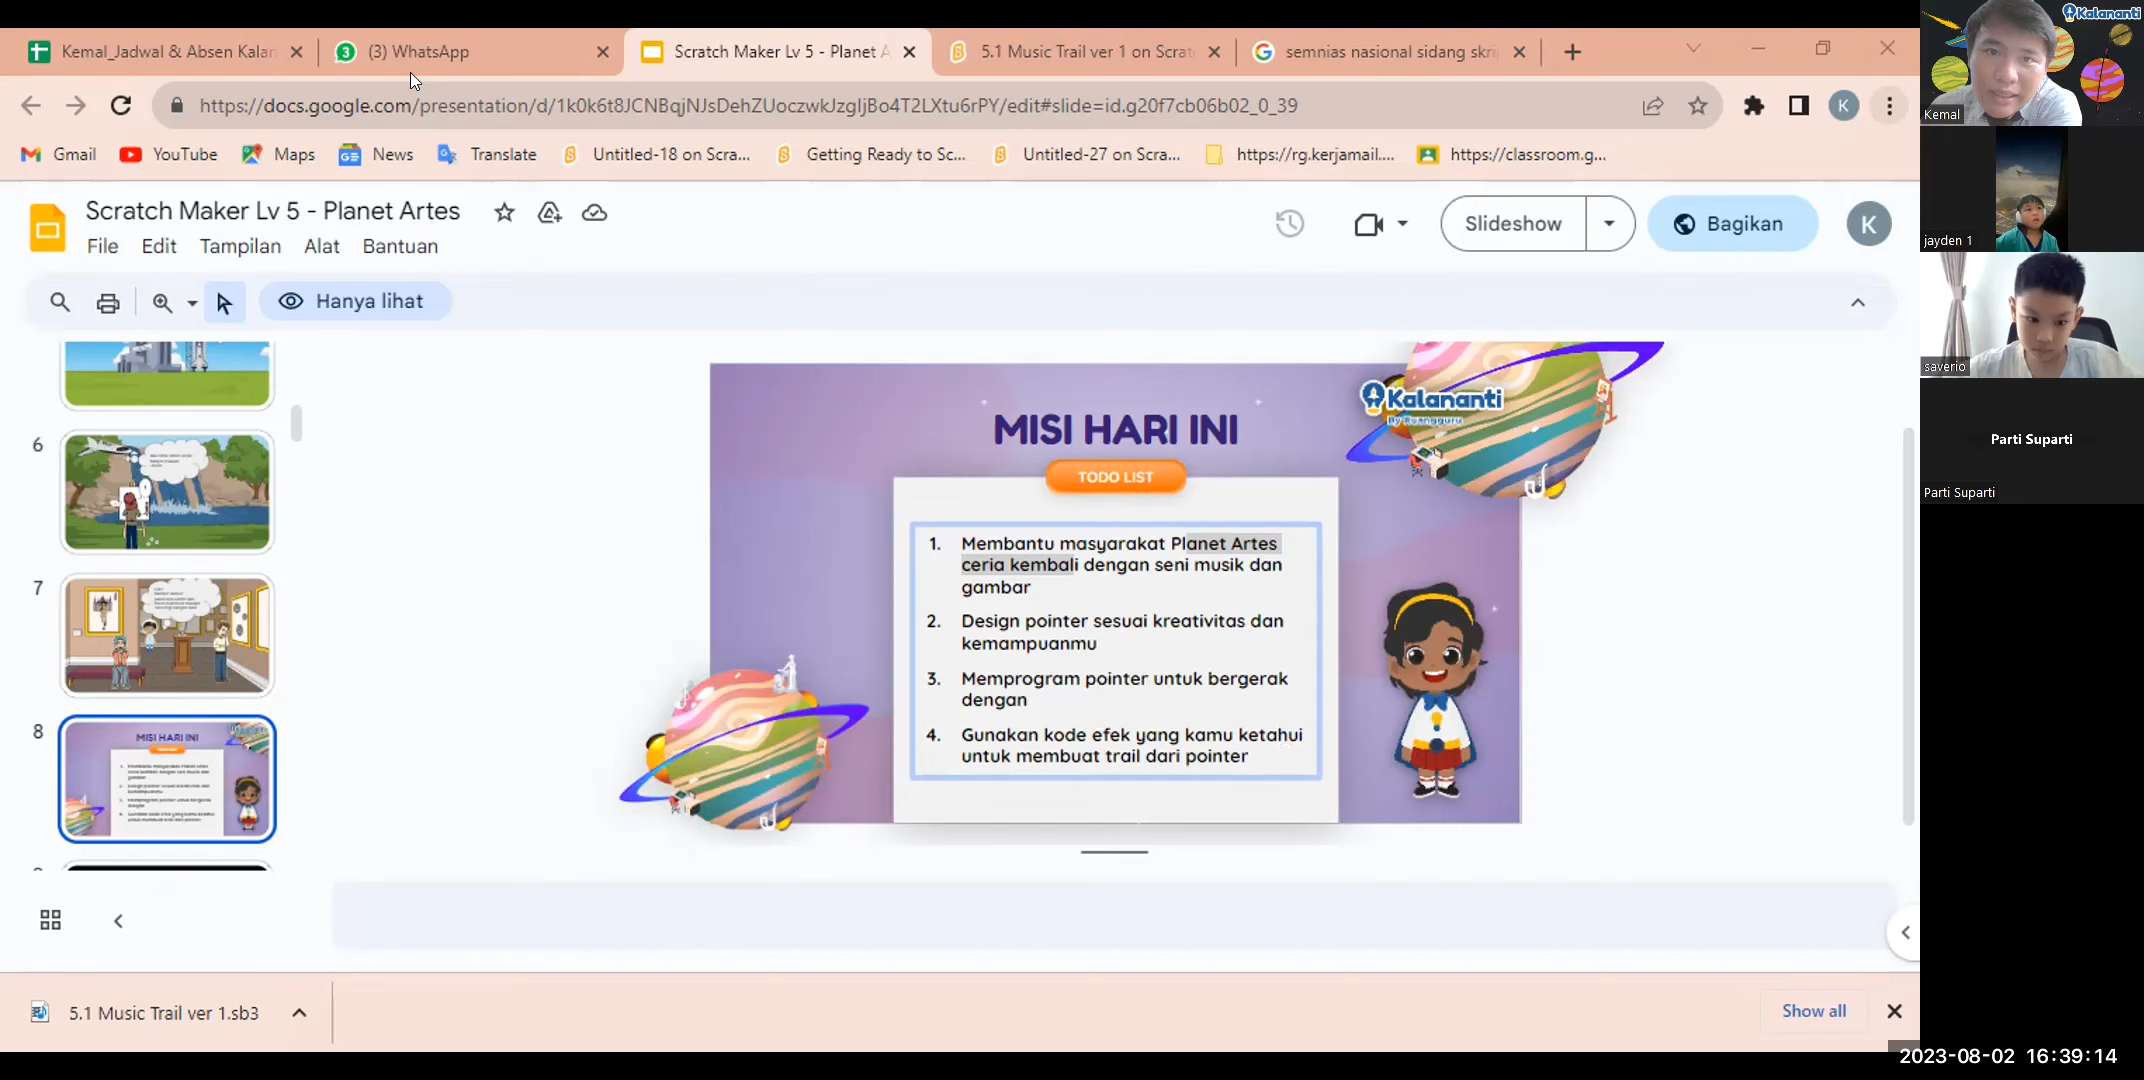 Kemal_Jadwal & Absen Kalan
(3) WhatsApp
Scratch Maker Lv 5 - Planet A
5.1 Music Trail ver 1 on Scrat
semnias nasional sidang skri
https://docs.google.com/presentation/d/1k0k6t8JCNBqjNJsDehZUoczwkJzgIjBo4T2LXtu6rPY/edit#slide=id.g20f7cb06b02_0_39
K
Gmail
YouTube
Maps
News
Translate
Untitled-18 on Scra...
Getting Ready to Sc...
Untitled-27 on Scra...
https://rg.kerjamail....
https://classroom.g...
Scratch Maker Lv 5 - Planet Artes
File Edit Tampilan Alat Bantuan
Slideshow
Bagikan
K
Hanya lihat
6
7
8
MISI HARI INI
MISI HARI INI
Kalananti
By Ruangguru
TODO LIST
1. Membantu masyarakat Planet Artes
ceria kembali dengan seni musik dan
gambar
2. Design pointer sesuai kreativitas dan
kemampuanmu
3. Memprogram pointer untuk bergerak
dengan
4. Gunakan kode efek yang kamu ketahui
untuk membuat trail dari pointer
5.1 Music Trail ver 1.sb3
Show all
Kalananti
Kemal
jayden 1
saverio
Parti Suparti
Parti Suparti
2023-08-02 16:39:14